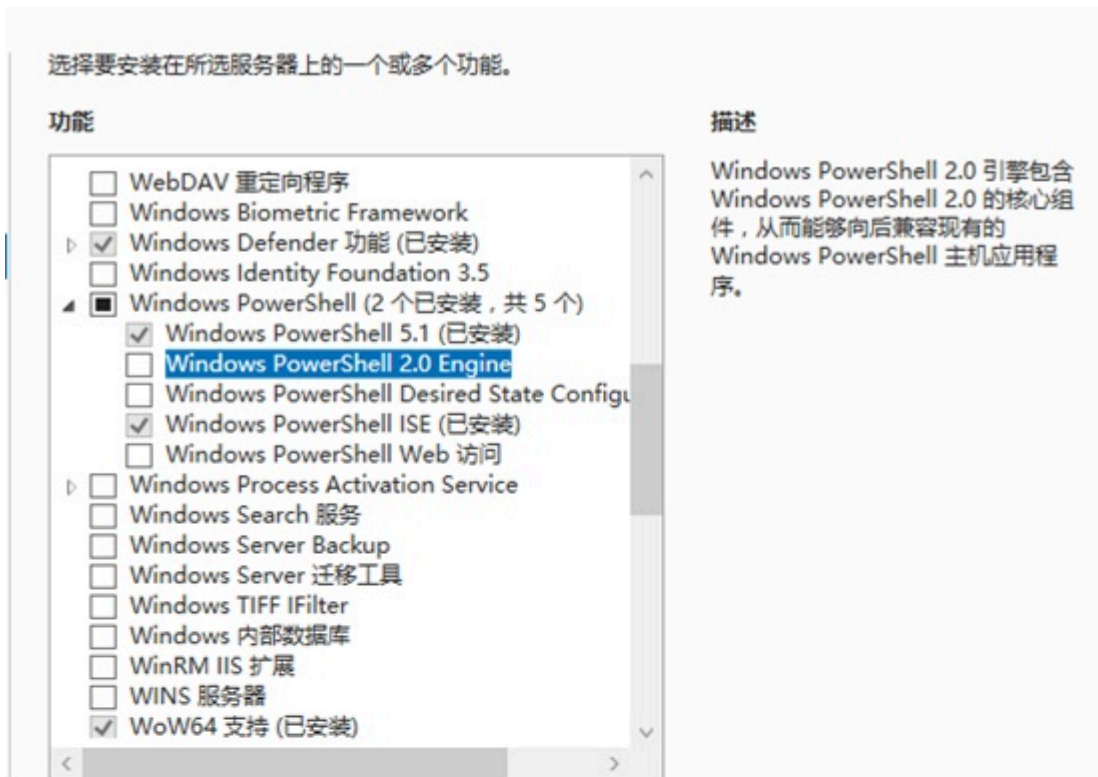 选择要安装在所选服务器上的一个或多个功能。
功能
WebDAV 重定向程序
Windows Biometric Framework
Windows Defender 功能 (已安装)
Windows Identity Foundation 3.5
Windows PowerShell (2 个已安装，共 5 个)
Windows PowerShell 5.1 (已安装)
Windows PowerShell 2.0 Engine
Windows PowerShell Desired State Configu
Windows PowerShell ISE (已安装)
Windows PowerShell Web 访问
Windows Process Activation Service
Windows Search 服务
Windows Server Backup
Windows Server 迁移工具
Windows TIFF IFilter
Windows 内部数据库
WinRM IIS 扩展
WINS 服务器
WoW64 支持 (已安装)
描述
Windows PowerShell 2.0 引擎包含
Windows PowerShell 2.0 的核心组
件，从而能够向后兼容现有的
Windows PowerShell 主机应用程
序。